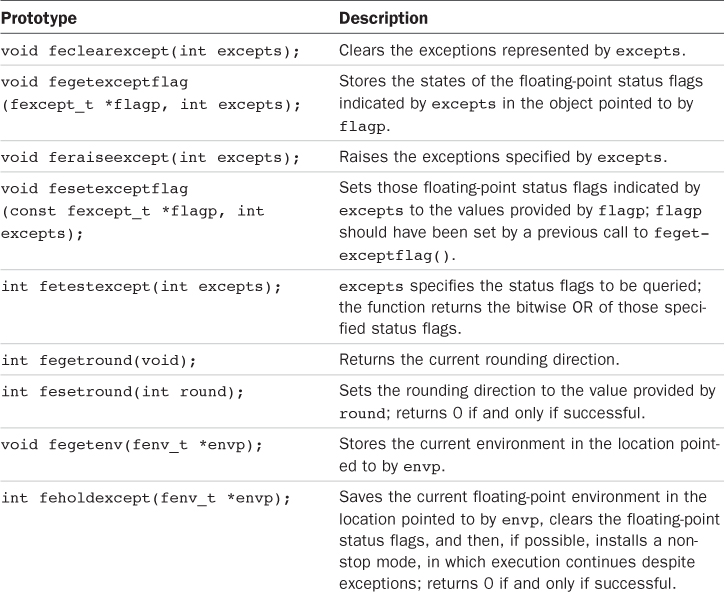 Prototype Description
void feclearexcept(int excepts); Clears the exceptions represented by excepts.
void fegetexceptflag
(fexcept_t *flagp, int excepts);
Stores the states of the floating-point status flags
indicated by excepts in the object pointed to by
flagp.
void feraiseexcept(int excepts); Raises the exceptions specified by excepts.
void fesetexceptflag
(const fexcept_t *flagp, int
excepts);
Sets those floating-point status flags indicated by
excepts to the values provided by flagp; flagp
should have been set by a previous call to feget-
exceptflag().
int fetestexcept(int excepts);
excepts specifies the status flags to be queried;
the function returns the bitwise OR of those speci-
fied status flags.
int fegetround(void); Returns the current rounding direction.
int fesetround(int round);
Sets the rounding direction to the value provided by
round; returns 0 if and only if successful.
void fegetenv(fenv_t *envp);
Stores the current environment in the location point-
ed to by envp.
int feholdexcept(fenv_t *envp);
Saves the current floating-point environment in the
location pointed to by envp, clears the floating-point
status flags, and then, if possible, installs a non-
stop mode, in which execution continues despite
exceptions; returns 0 if and only if successful.